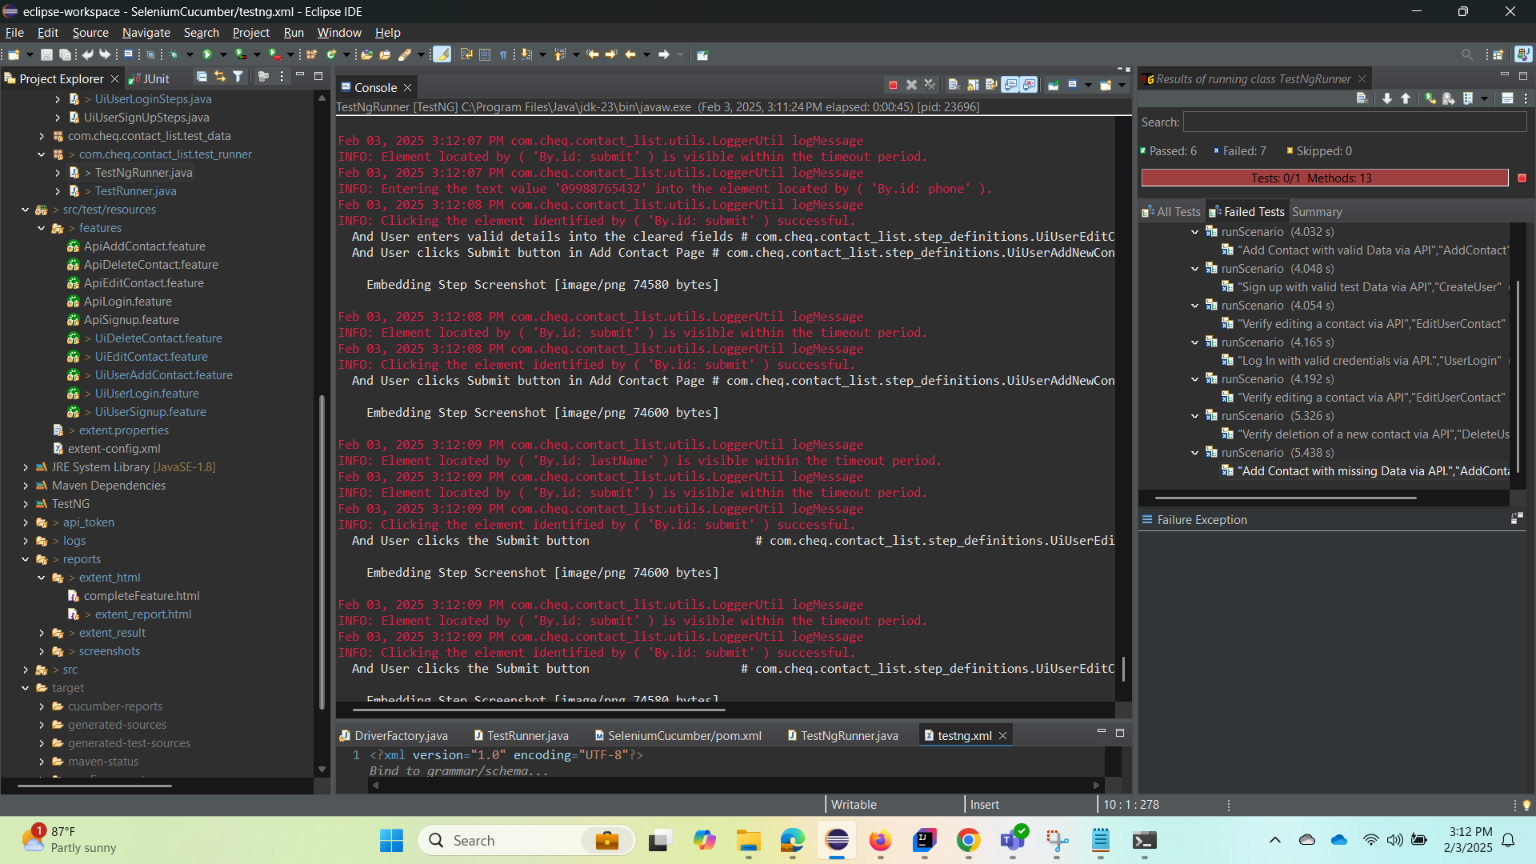 eclipse-workspace - SeleniumCucumber/testng.xml - Eclipse IDE
File Edit Source Navigate Search Project Run Window Help
Project Explorer
JUnit
> UiUserLoginSteps.java
> UiUserSignUpSteps.java
com.cheq.contact_list.test_data
> com.cheq.contact_list.test_runner
> TestNgRunner.java
> TestRunner.java
> src/test/resources
> features
ApiAddContact.feature
ApiDeleteContact.feature
ApiEditContact.feature
ApiLogin.feature
ApiSignup.feature
> UiDeleteContact.feature
> UiEditContact.feature
> UiUserAddContact.feature
> UiUserLogin.feature
> UiUserSignup.feature
> extent.properties
extent-config.xml
JRE System Library [JavaSE-1.8]
Maven Dependencies
TestNG
> api_token
> logs
> reports
> extent_html
completeFeature.html
> extent_report.html
> extent_result
> screenshots
> src
target
cucumber-reports
generated-sources
generated-test-sources
maven-status
Console
TestNgRunner [TestNG] C:\Program Files\Java\jdk-23\bin\javaw.exe (Feb 3, 2025, 3:11:24 PM elapsed: 0:00:45) [pid: 23696]
Feb 03, 2025 3:12:07 PM com.cheq.contact_list.utils.LoggerUtil logMessage
INFO: Element located by ( 'By.id: submit' ) is visible within the timeout period.
Feb 03, 2025 3:12:07 PM com.cheq.contact_list.utils.LoggerUtil logMessage
INFO: Entering the text value '09988765432' into the element located by ( 'By.id: phone' ).
Feb 03, 2025 3:12:08 PM com.cheq.contact_list.utils.LoggerUtil logMessage
INFO: Clicking the element identified by ( 'By.id: submit' ) successful.
And User enters valid details into the cleared fields # com.cheq.contact_list.step_definitions.UiUserEditC
And User clicks Submit button in Add Contact Page # com.cheq.contact_list.step_definitions.UiUserAddNewCon
Embedding Step Screenshot [image/png 74580 bytes]
Feb 03, 2025 3:12:08 PM com.cheq.contact_list.utils.LoggerUtil logMessage
INFO: Element located by ( 'By.id: submit' ) is visible within the timeout period.
Feb 03, 2025 3:12:08 PM com.cheq.contact_list.utils.LoggerUtil logMessage
INFO: Clicking the element identified by ( 'By.id: submit' ) successful.
And User clicks Submit button in Add Contact Page # com.cheq.contact_list.step_definitions.UiUserAddNewCon
Embedding Step Screenshot [image/png 74600 bytes]
Feb 03, 2025 3:12:09 PM com.cheq.contact_list.utils.LoggerUtil logMessage
INFO: Element located by ( 'By.id: lastName' ) is visible within the timeout period.
Feb 03, 2025 3:12:09 PM com.cheq.contact_list.utils.LoggerUtil logMessage
INFO: Element located by ( 'By.id: submit' ) is visible within the timeout period.
Feb 03, 2025 3:12:09 PM com.cheq.contact_list.utils.LoggerUtil logMessage
INFO: Clicking the element identified by ( 'By.id: submit' ) successful.
And User clicks the Submit button # com.cheq.contact_list.step_definitions.UiUserEdi
Embedding Step Screenshot [image/png 74600 bytes]
Feb 03, 2025 3:12:09 PM com.cheq.contact_list.utils.LoggerUtil logMessage
INFO: Element located by ( 'By.id: submit' ) is visible within the timeout period.
Feb 03, 2025 3:12:09 PM com.cheq.contact_list.utils.LoggerUtil logMessage
INFO: Clicking the element identified by ( 'By.id: submit' ) successful.
And User clicks the Submit button # com.cheq.contact_list.step_definitions.UiUserEditC
Embedding Step Screenshot [image/png 74580 bytes]
DriverFactory.java
TestRunner.java
SeleniumCucumber/pom.xml
TestNgRunner.java
testng.xml
1 <?xml version="1.0" encoding="UTF-8"?>
Bind to grammar/schema...
Results of running class TestNgRunner
Search:
Passed: 6 Failed: 7 Skipped: 0
Tests: 0/1 Methods: 13
All Tests Failed Tests Summary
runScenario (4.032 s)
"Add Contact with valid Data via API","AddContact"
runScenario (4.048 s)
"Sign up with valid test Data via API","CreateUser"
runScenario (4.054 s)
"Verify editing a contact via API","EditUserContact"
runScenario (4.165 s)
"Log In with valid credentials via API.","UserLogin"
runScenario (4.192 s)
"Verify editing a contact via API","EditUserContact"
runScenario (5.326 s)
"Verify deletion of a new contact via API","DeleteUs
runScenario (5.438 s)
"Add Contact with missing Data via API.","AddConta
Failure Exception
Writable Insert 10 : 1 : 278
1
87°F
Partly sunny
Search
3:12 PM
2/3/2025